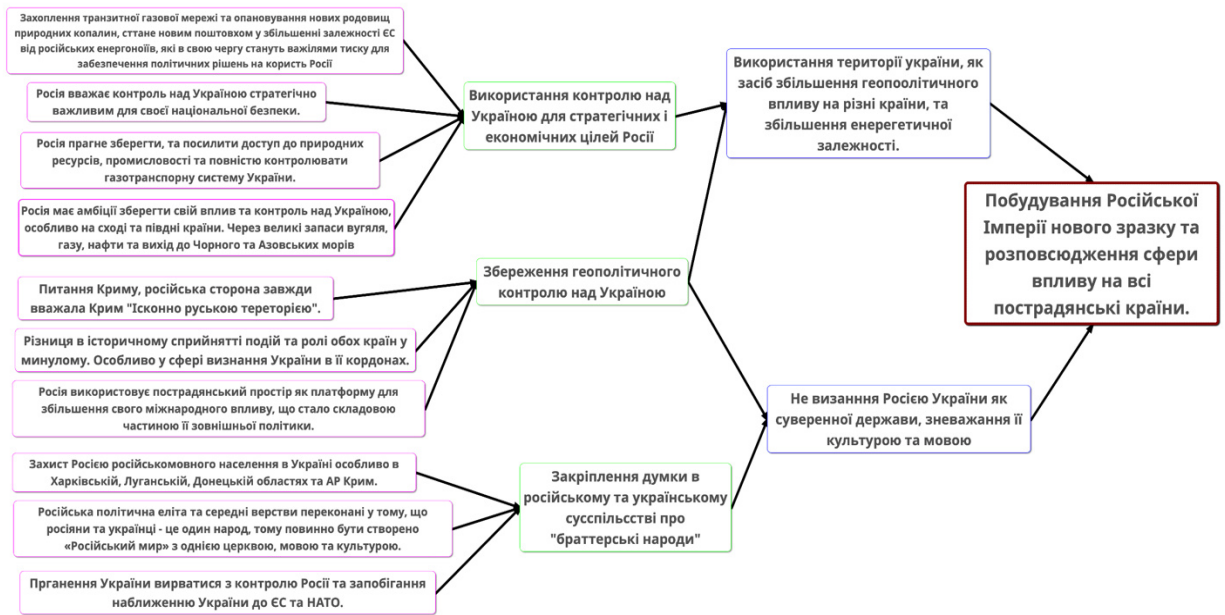 Захоплення транзитної газової мережі та опановування нових родовищ
природних копалин, сттане новим поштовхом у збільшенні залежності ЄС
від російських енергоноїів, які в свою чергу стануть важілями тиску для
забезпечення політичних рішень на користь Росії
Росія вважає контроль над Україною стратегічно
важливим для своєї національної безпеки.
Росія прагне зберегти, та посилити доступ до природних
ресурсів, промисловості та повністю контролювати
газотранспорну систему України.
Росія має амбіції зберегти свій вплив та контроль над Україною,
особливо на сході та півдні країни. Через великі запаси вугяля,
газу, нафти та вихід до Чорного та Азовських морів
Питання Криму, російська сторона завжди
вважала Крим "Ісконно руською тереторією".
Різниця в історичному сприйнятті подій та ролі обох країн у
минулому. Особливо у сфері визнання України в її кордонах.
Росія використовує пострадянський простір як платформу для
збільшення свого міжнародного впливу, що стало складовою
частиною її зовнішньої політики.
Захист Росією російськомовного населення в Україні особливо в
Харківській, Луганській, Донецькій областях та АР Крим.
Російська політична еліта та середні верстви переконані у тому, що
росіяни та українці - це один народ, тому повинно бути створено
«Російський мир» з однією церквою, мовою та культурою.
Прганення України вирватися з контролю Росії та запобігання
наближенню України до ЄС та НАТО.
Використання контролю над
Україною для стратегічних і
економічних цілей Росії
Збереження геополітичного
контролю над Україною
Закріплення думки в
російському та українському
сусспільсстві про
"браттерські народи"
Використання території україни, як
засіб збільшення геопоолітичного
впливу на різні країни, та
збільшення енерегетичної
залежності.
Не визанння Росією України як
суверенної держави, зневажання її
культурою та мовою
Побудування Російської
Імперії нового зразку та
розповсюдження сфери
впливу на всі
пострадянські країни.